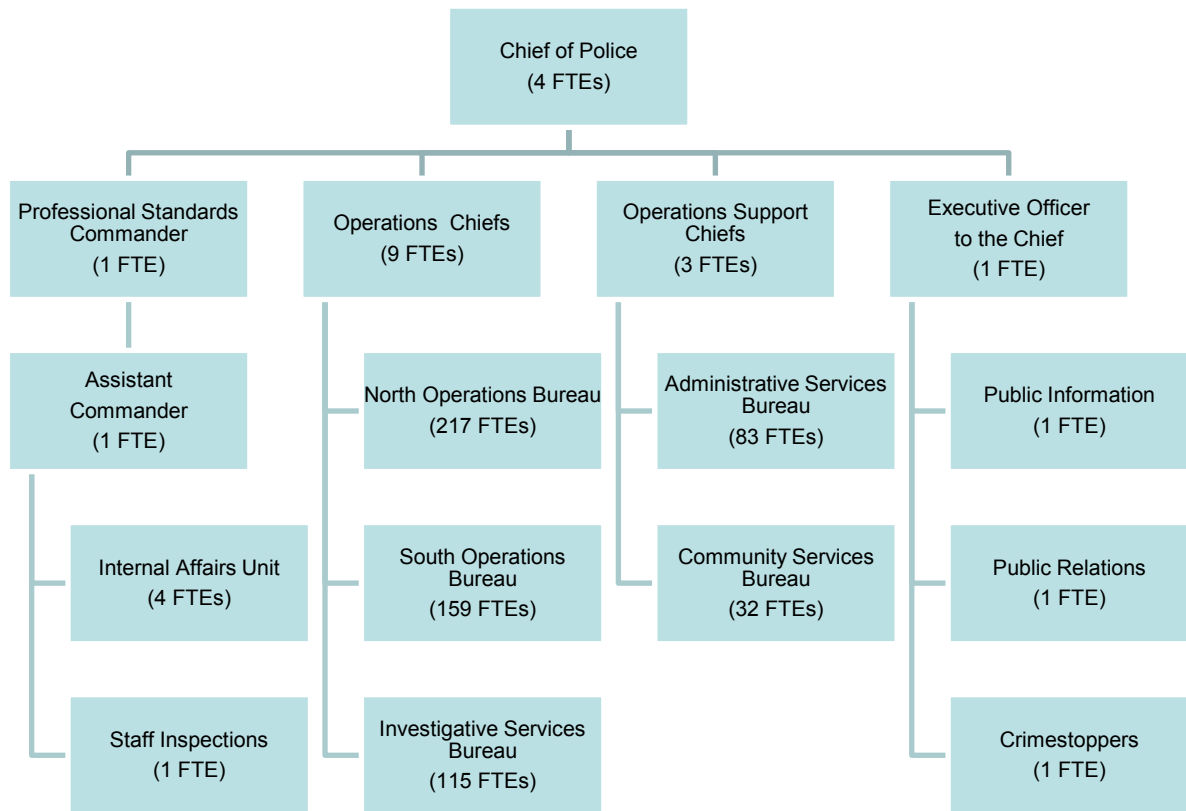 Chief of Police
(4 FTEs)
Professional Standards
Commander
(1 FTE)
Operations Chiefs
(9 FTEs)
Operations Support
Chiefs
(3 FTEs)
Executive Officer
to the Chief
(1 FTE)
Assistant
Commander
(1 FTE)
North Operations Bureau
(217 FTEs)
Administrative Services
Bureau
(83 FTEs)
Public Information
(1 FTE)
Internal Affairs Unit
(4 FTEs)
South Operations
Bureau
(159 FTEs)
Community Services
Bureau
(32 FTEs)
Public Relations
(1 FTE)
Staff Inspections
(1 FTE)
Investigative Services
Bureau
(115 FTEs)
Crimestoppers
(1 FTE)